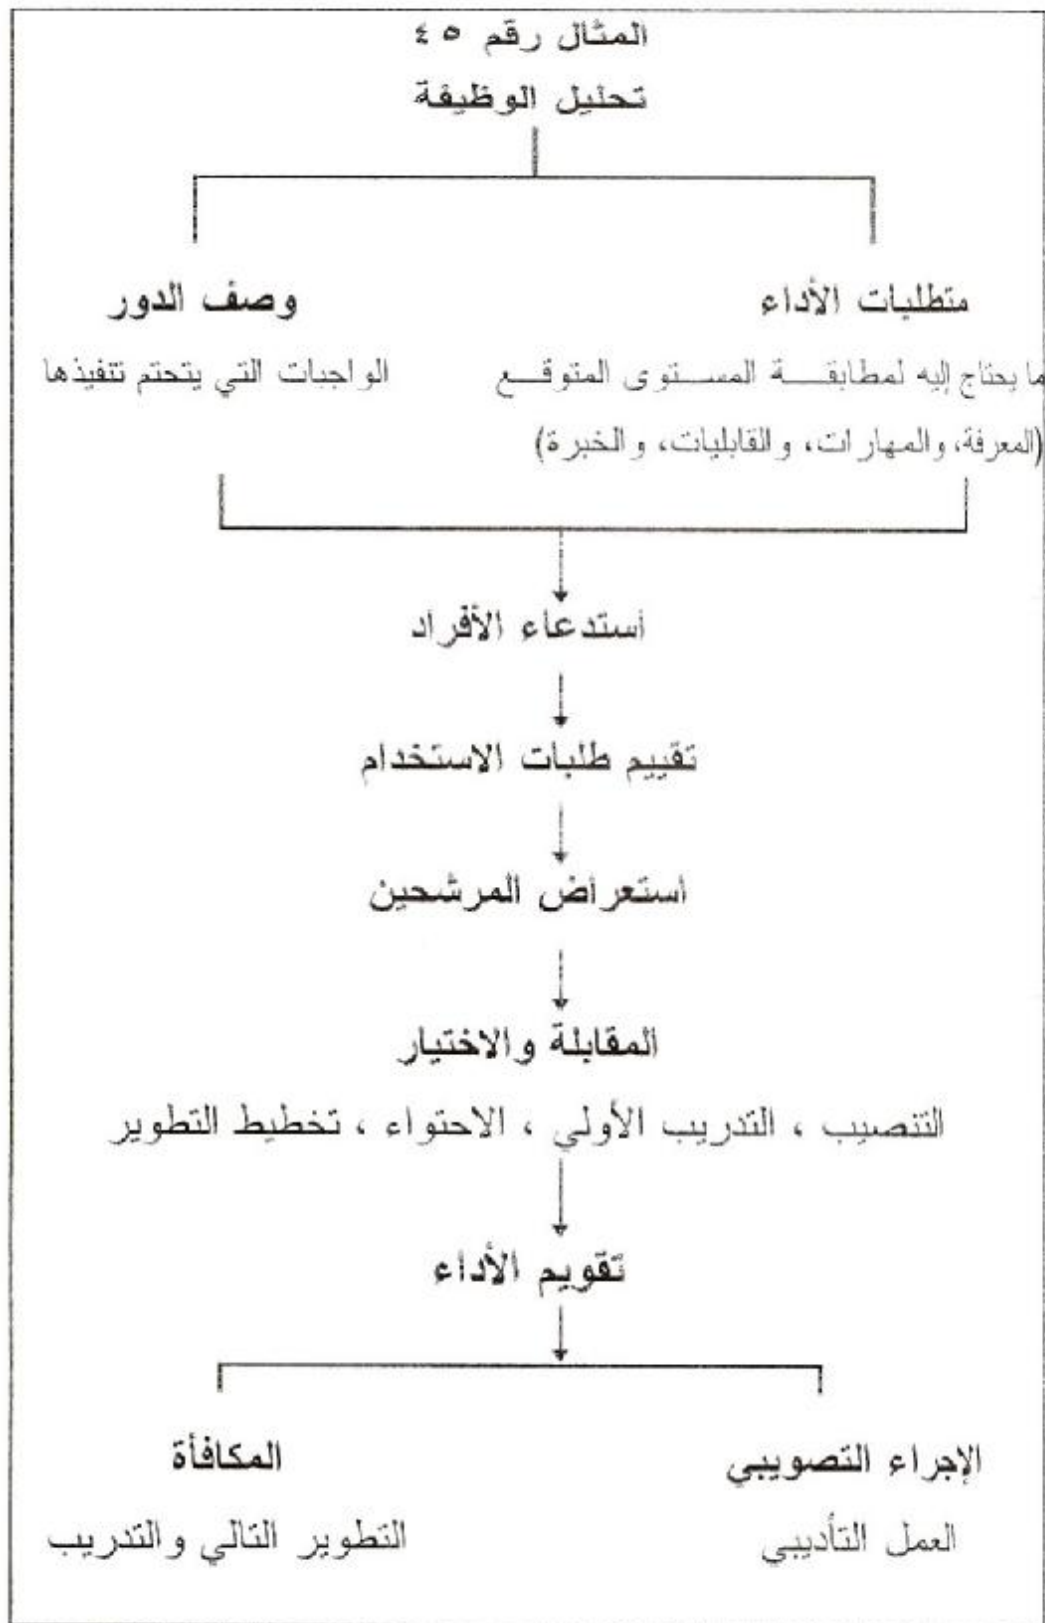 المثال رقم ٤٥
تحليل الوظيفة
متطلبات الأداء
وصف الدور
ما يحتاج إليه لمطابقة المستوى المتوقع
الواجبات التي يتحتم تنفيذها
(المعرفة، والمهارات، والقابليات، والخبرة)
استدعاء الأفراد
تقييم طلبات الاستخدام
استعراض المرشحين
المقابلة والاختيار
التنصيب ، التدريب الأولي ، الاحتواء ، تخطيط التطوير
تقويم الأداء
الإجراء التصويبي
المكافأة
العمل التأديبي
التطوير التالي والتدريب